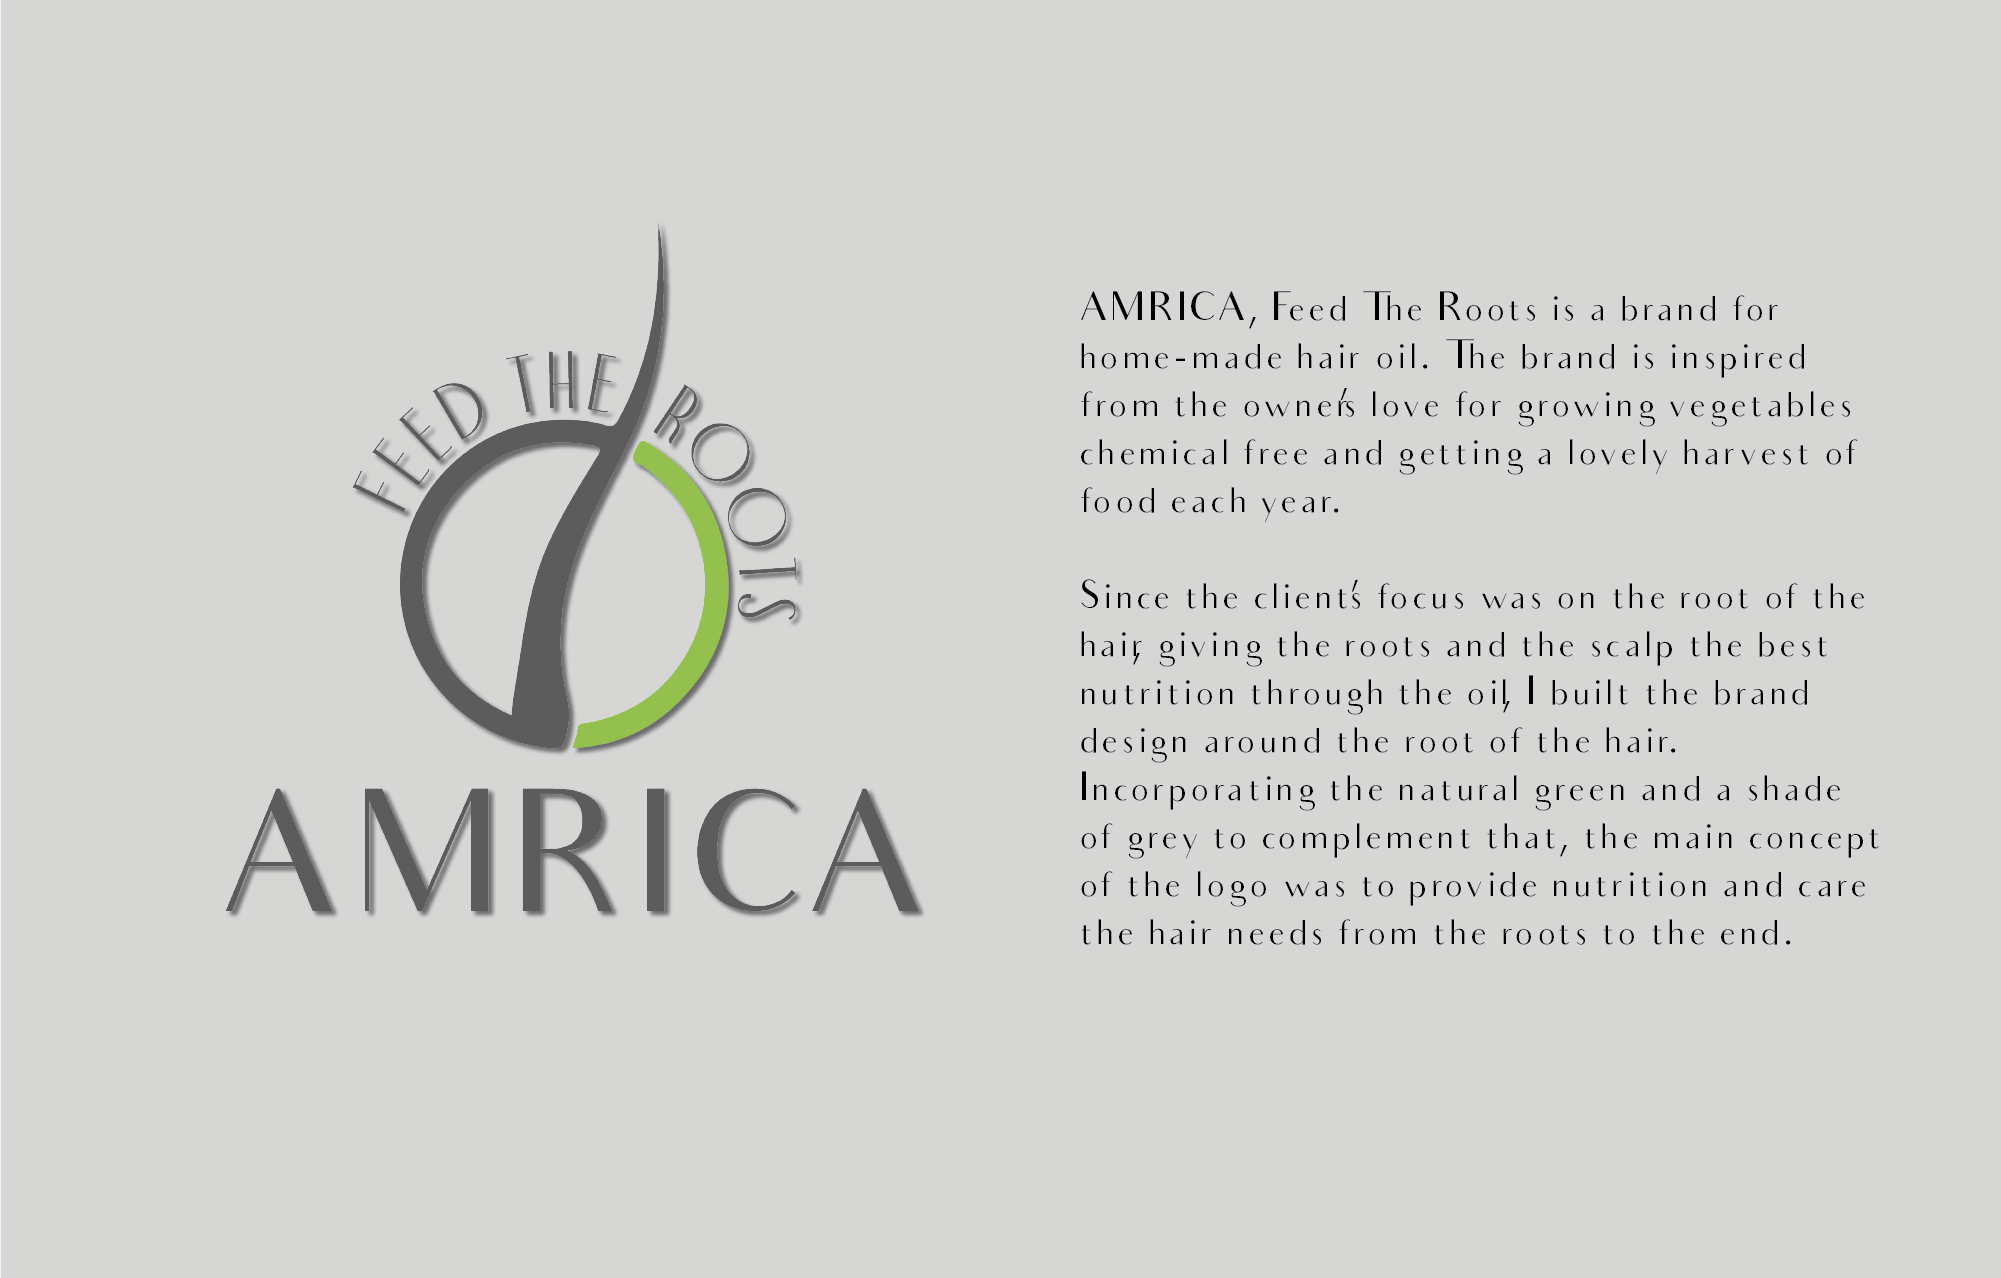 FEED THE ROOTS
AMRICA
AMRICA, Feed The Roots is a brand for
home-made hair oil. The brand is inspired
from the owner's love for growing vegetables
chemical free and getting a lovely harvest of
food each year.
Since the client's focus was on the root of the
hair, giving the roots and the scalp the best
nutrition through the oil, I built the brand
design around the root of the hair.
Incorporating the natural green and a shade
of grey to complement that, the main concept
of the logo was to provide nutrition and care
the hair needs from the roots to the end.